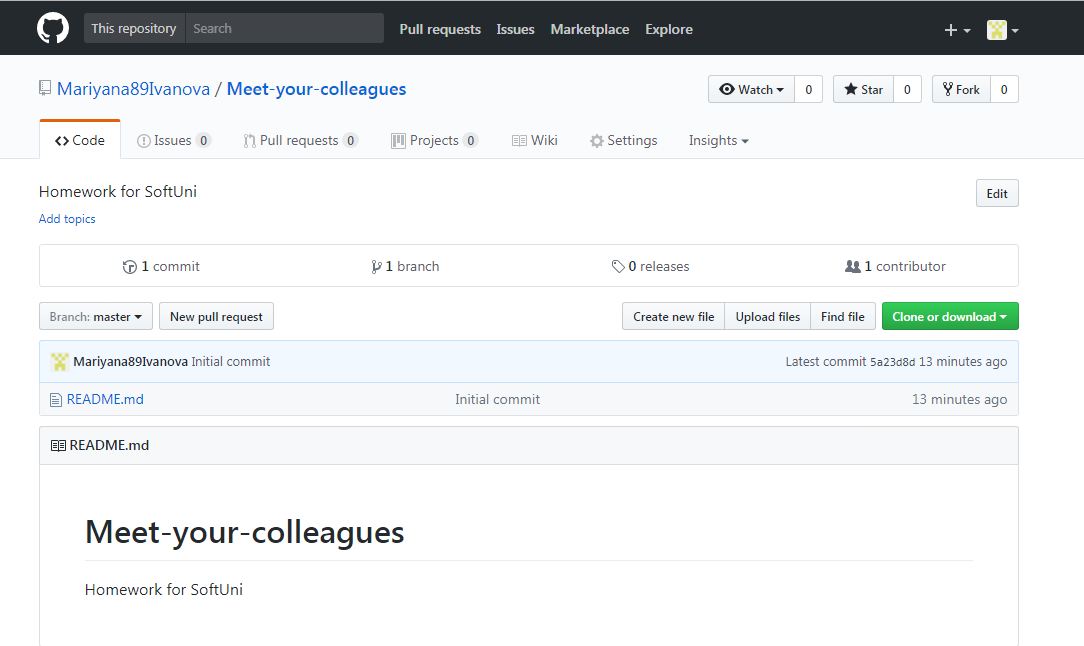 This repository Search Pull requests Issues Marketplace Explore
Mariyana89Ivanova / Meet-your-colleagues Watch 0 Star 0 Fork 0
Code Issues 0 Pull requests 0 Projects 0 Wiki Settings Insights
Homework for SoftUni Edit
Add topics
1 commit 1 branch 0 releases 1 contributor
Branch: master New pull request Create new file Upload files Find file Clone or download
Mariyana89Ivanova Initial commit Latest commit 5a23d8d 13 minutes ago
README.md Initial commit 13 minutes ago
README.md
Meet-your-colleagues
Homework for SoftUni